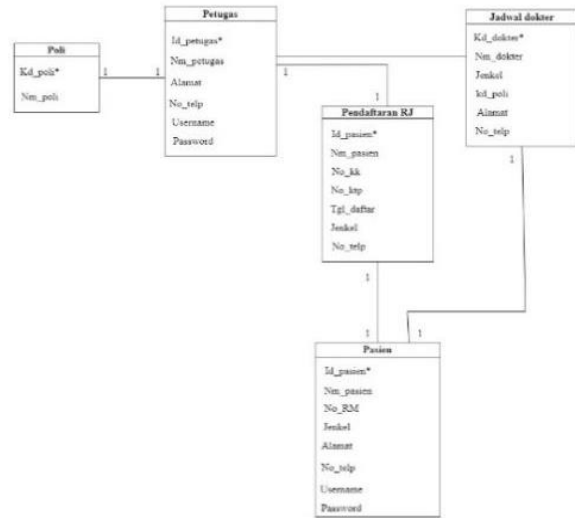 Poli
Kd_poli*
Nm_poli
1
1
Petugas
Id_petugas*
Nm_petugas
Alamat
No_telp
Username
Password
1
1
Jadwal dokter
Kd_dokter*
Nm_dokter
Jenkel
kd_poli
Alamat
No_telp
1
Pendaftaran RJ
Id_pasien*
Nm_pasien
No_kk
No_ktp
Tgl_daftar
Jenkel
No_telp
1
1
1
Pasien
Id_pasien*
Nm_pasien
No_RM
Jenkel
Alamat
No_telp
Username
Password